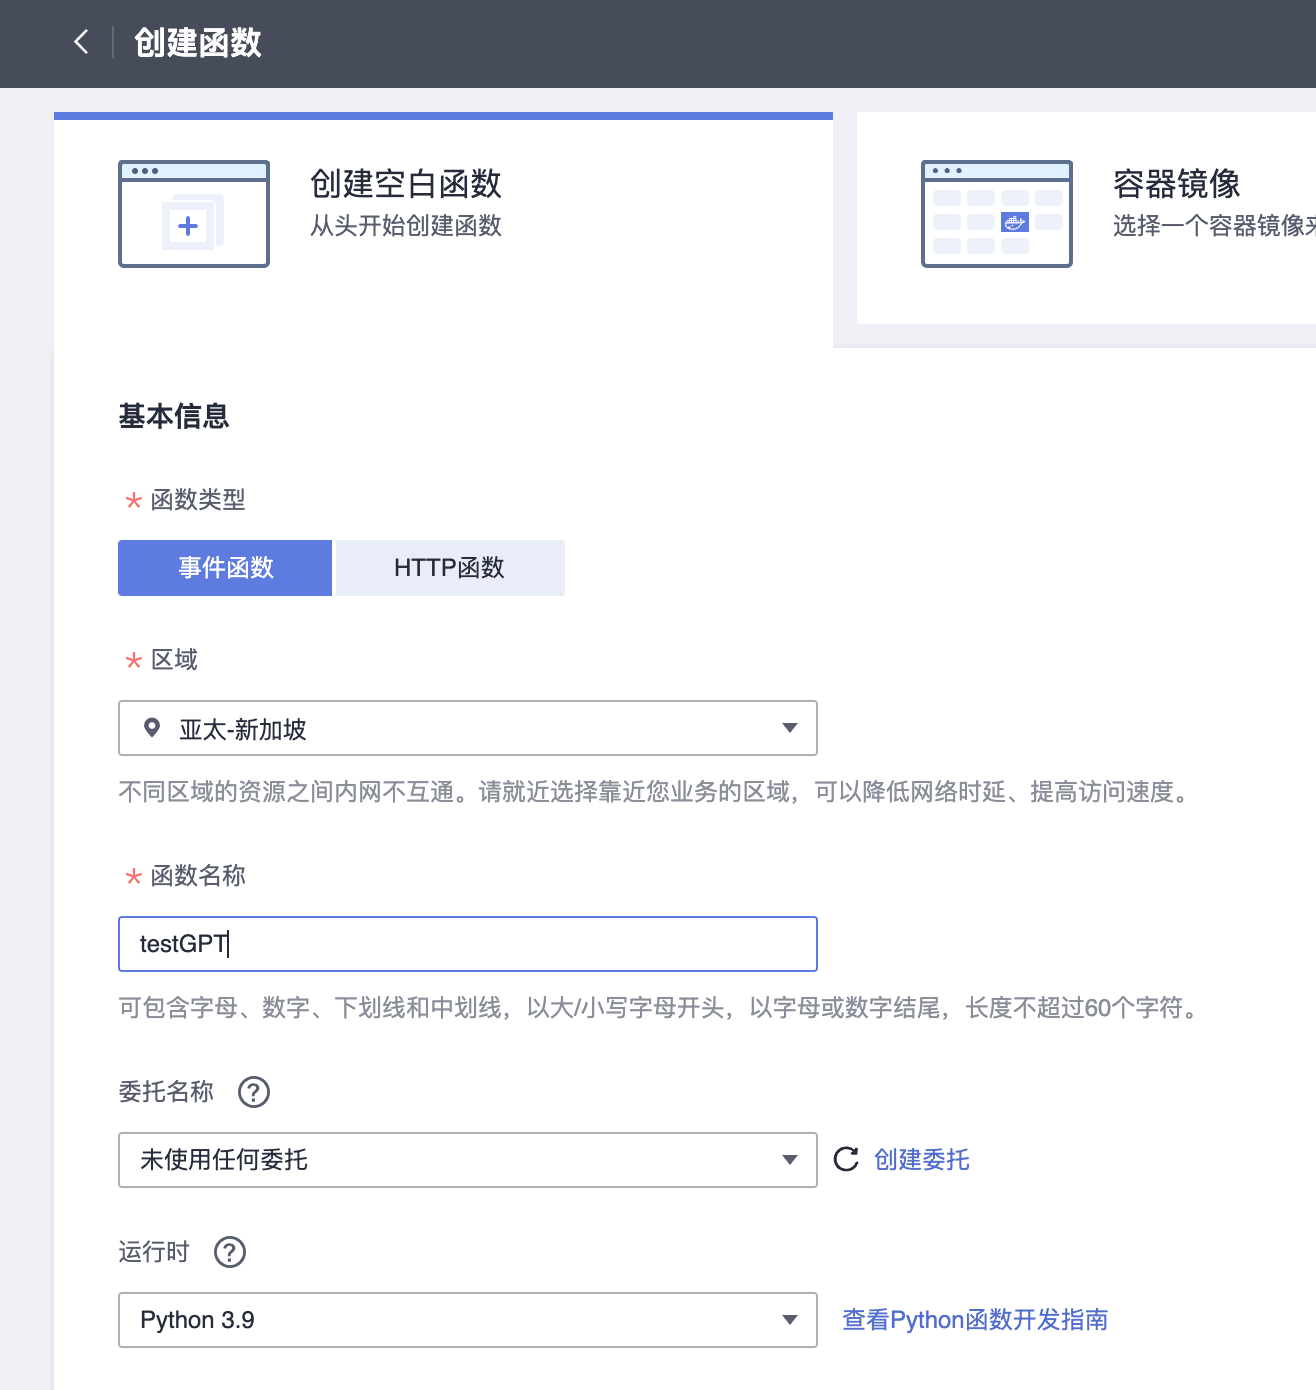 创建函数
创建空白函数
从头开始创建函数
容器镜像
选择一个容器镜像来
基本信息
* 函数类型
事件函数
HTTP函数
* 区域
亚太-新加坡
不同区域的资源之间内网不互通。请就近选择靠近您业务的区域，可以降低网络时延、提高访问速度。
* 函数名称
testGPT
可包含字母、数字、下划线和中划线，以大/小写字母开头，以字母或数字结尾，长度不超过60个字符。
委托名称 ?
未使用任何委托
创建委托
运行时 ?
Python 3.9
查看Python函数开发指南